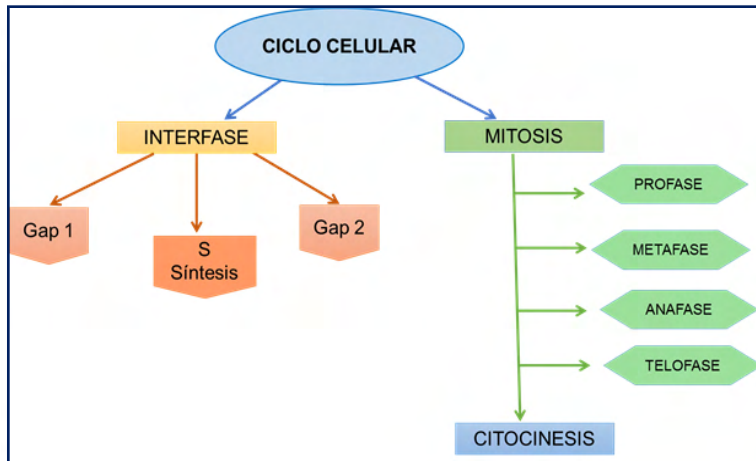 CICLO CELULAR
INTERFASE
MITOSIS
Gap 1
S
Síntesis
Gap 2
PROFASE
METAFASE
ANAFASE
TELOFASE
CITOCINESIS